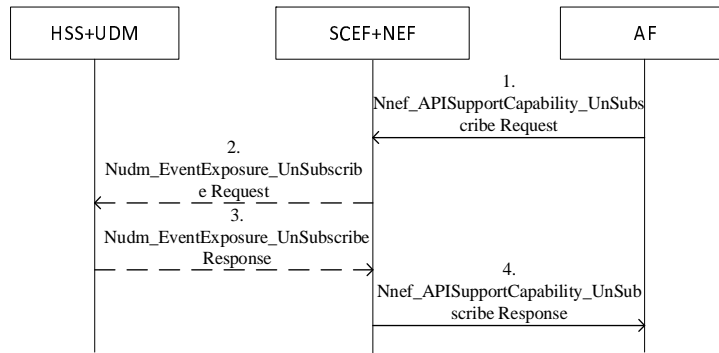 HSS+UDM
SCEF+NEF
AF
1.
Nnef_APISupportCapability_UnSubs
cribe Request
2.
Nudm_EventExposure_UnSubscrib
e Request
3.
Nudm_EventExposure_UnSubscribe
Response
4.
Nnef_APISupportCapability_UnSub
scribe Response